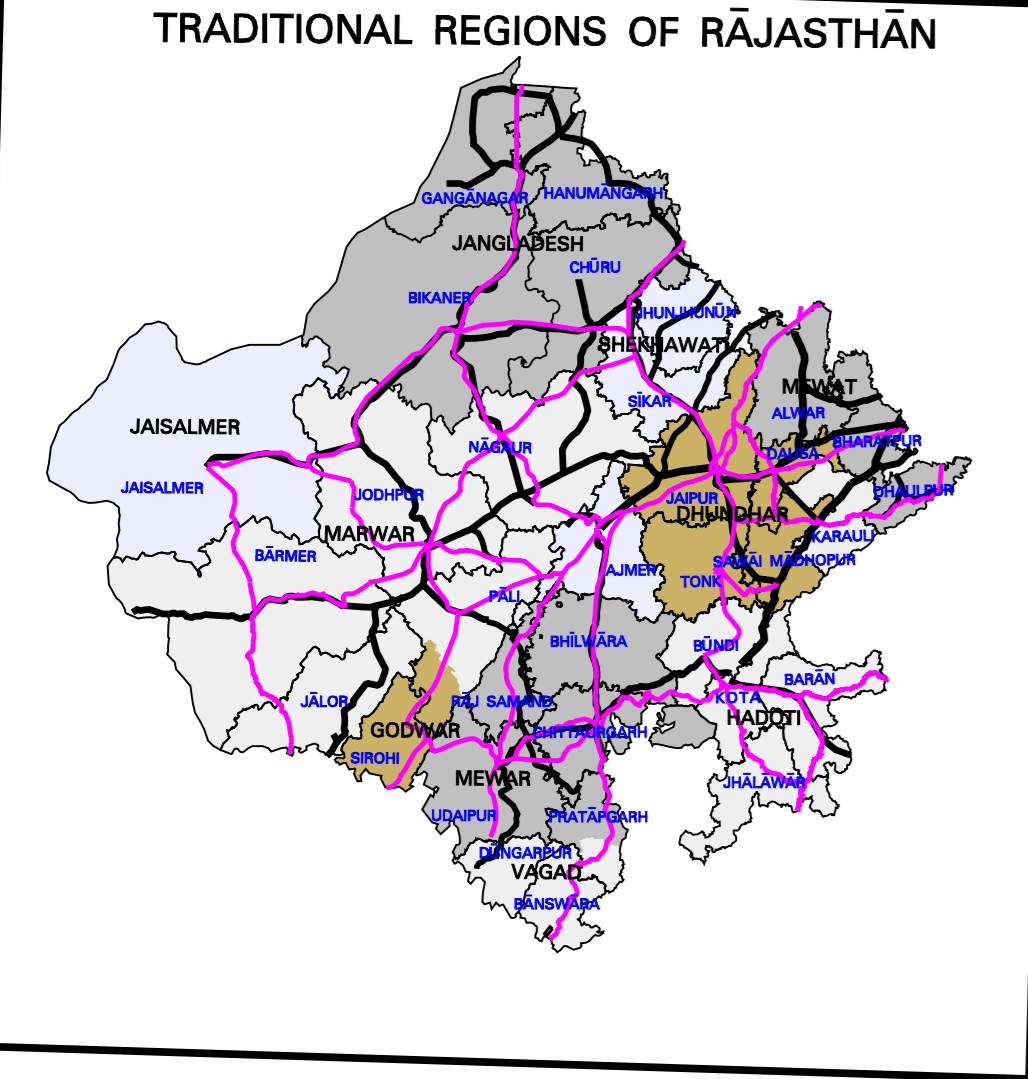 TRADITIONAL REGIONS OF RĀJASTHĀN
GANGĀNAGAR
HANUMĀNGARH
JANGLADESH
CHŪRU
BIKANER
JHUNJHUNŪN
SHEKHAWATI
MEWAT
SĪKAR
ALWAR
JAISALMER
NĀGAUR
BHARATPUR
DAUSA
JAISALMER
JODHPUR
JAIPUR
DHAULPUR
DHUNDHAR
MARWAR
KARAULI
BĀRMER
SAWĀI MĀDHOPUR
AJMER
TONK
PĀLI
BHĪLWĀRA
BŪNDI
BARĀN
JĀLOR
RĀJ SAMAND
KOTA
HADOTI
GODWAR
CHITTAURGARH
SIROHI
MEWAR
JHĀLĀWĀR
UDAIPUR
PRATĀPGARH
DŪNGARPUR
VAGAD
BĀNSWĀRA